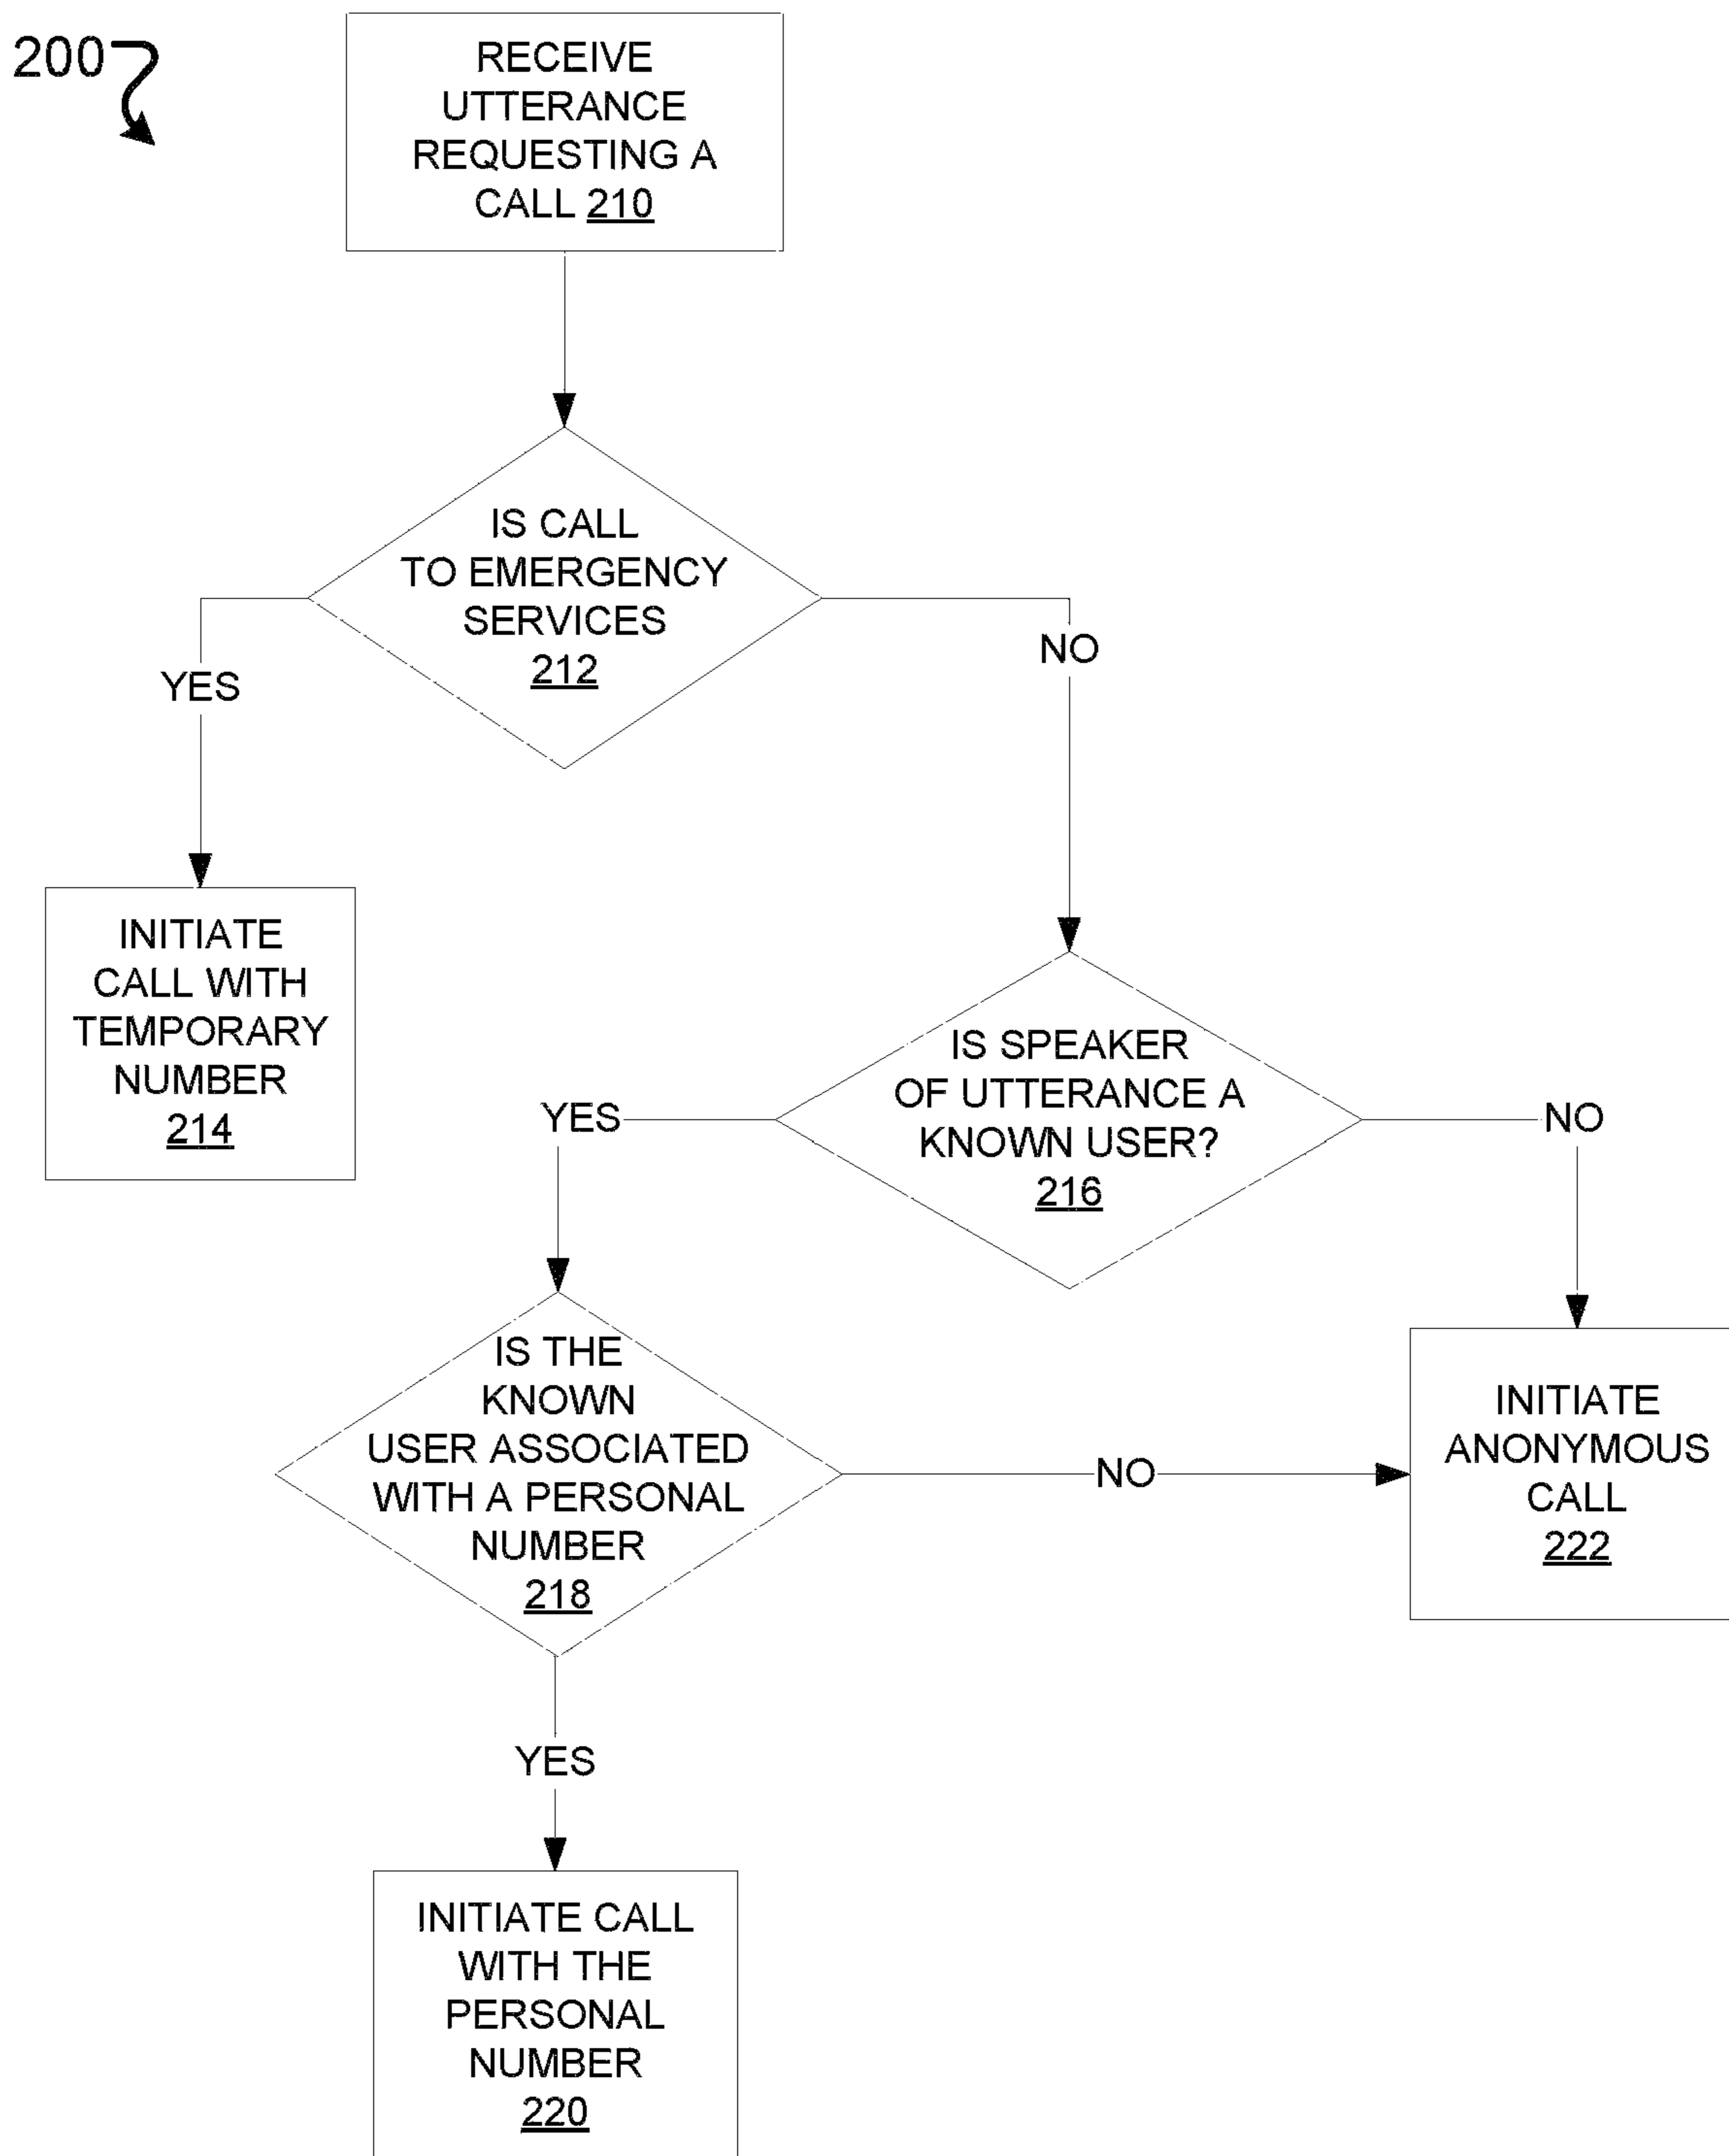 200
RECEIVE
UTTERANCE
REQUESTING A
CALL 210
IS CALL
TO EMERGENCY
SERVICES
212
YES
NO
INITIATE
CALL WITH
TEMPORARY
NUMBER
214
IS SPEAKER
OF UTTERANCE A
KNOWN USER?
216
YES
NO
IS THE
KNOWN
USER ASSOCIATED
WITH A PERSONAL
NUMBER
218
NO
INITIATE
ANONYMOUS
CALL
222
YES
INITIATE CALL
WITH THE
PERSONAL
NUMBER
220